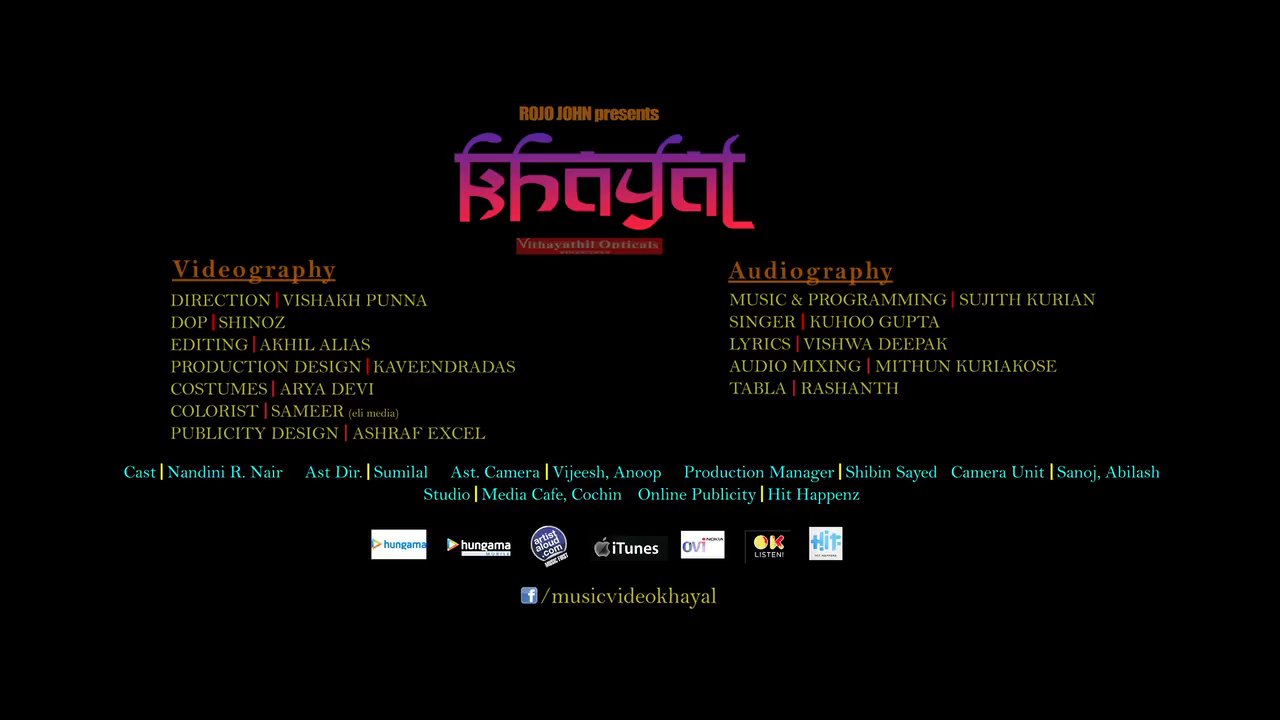 ROJO JOHN presents
Khayal
Vithayathil Opticals
Videography
DIRECTION | VISHAKH PUNNA
DOP | SHINOZ
EDITING | AKHIL ALIAS
PRODUCTION DESIGN | KAVEENDRADAS
COSTUMES | ARYA DEVI
COLORIST | SAMEER (eli media)
PUBLICITY DESIGN | ASHRAF EXCEL
Audiography
MUSIC & PROGRAMMING | SUJITH KURIAN
SINGER | KUHOO GUPTA
LYRICS | VISHWA DEEPAK
AUDIO MIXING | MITHUN KURIAKOSE
TABLA | RASHANTH
Cast | Nandini R. Nair Ast Dir. | Sumilal Ast. Camera | Vijeesh, Anoop Production Manager | Shibin Sayed Camera Unit | Sanoj, Abilash
Studio | Media Cafe, Cochin Online Publicity | Hit Happenz
hungama
hungama
MOBILE
artist
aloud
.com
iTunes
OVI NOKIA
OK
LISTEN!
HiT
/musicvideokhayal